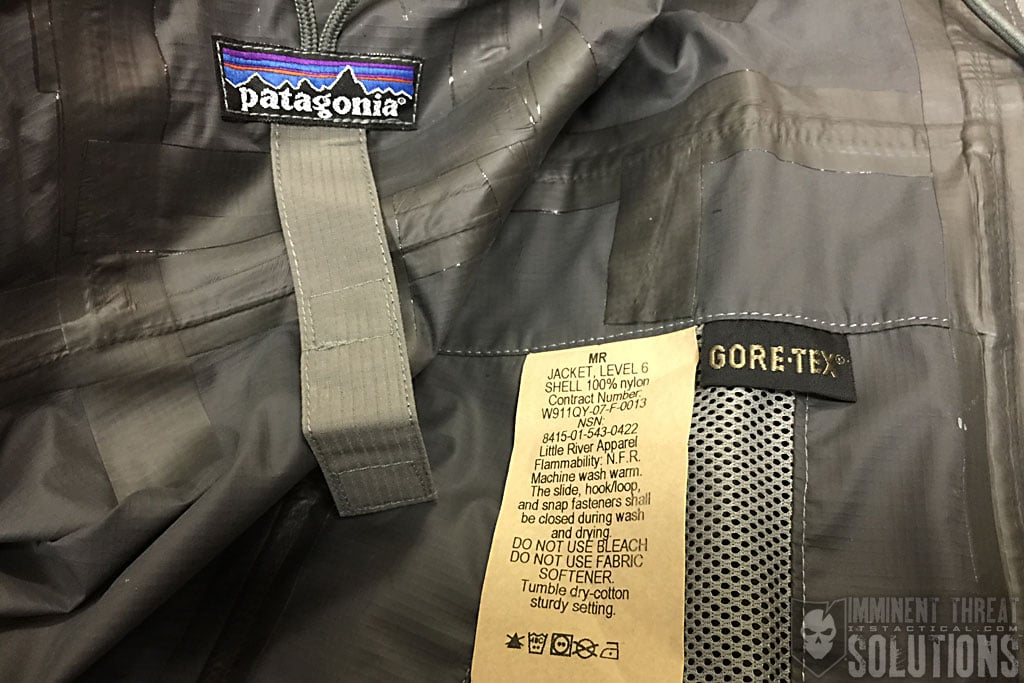 patagonia®
GORE-TEX®
MR
JACKET, LEVEL 6
SHELL 100% nylon
Contract Number:
W911QY-07-F-0013
NSN:
8415-01-543-0422
Little River Apparel
Flammability: N.F.R.
Machine wash warm.
The slide, hook/loop,
and snap fasteners shall
be closed during wash
and drying.
DO NOT USE BLEACH
DO NOT USE FABRIC
SOFTENER.
Tumble dry-cotton
sturdy setting.
IMMINENT THREAT
ITSTACTICAL.COM
SOLUTIONS